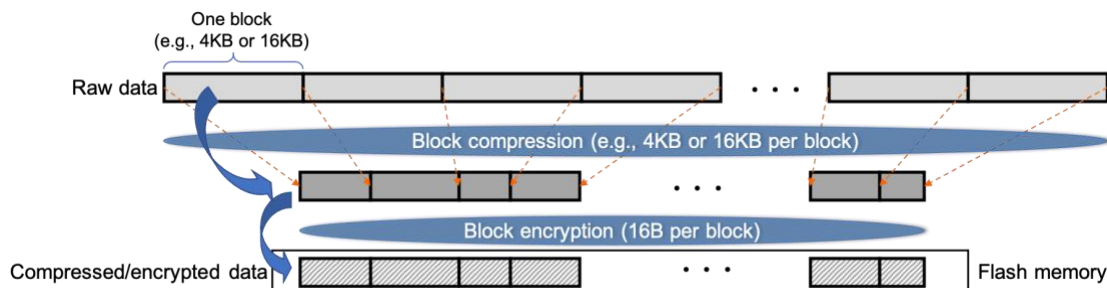 One block
(e.g., 4KB or 16KB)
Raw data
. . .
Block compression (e.g., 4KB or 16KB per block)
. . .
Block encryption (16B per block)
Compressed/encrypted data
. . .
Flash memory